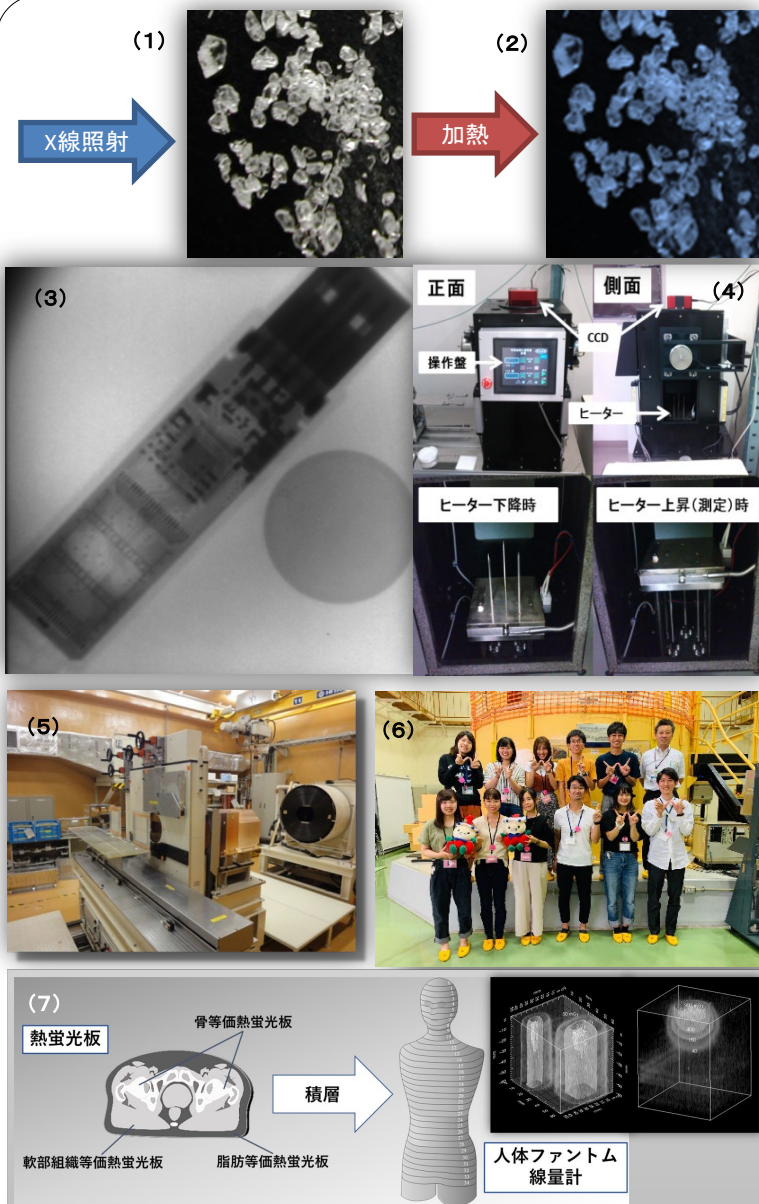 (1)
X線照射
加熱
(2)
(3)
正面
側面
(4)
CCD
操作盤
ヒーター
ヒーター下降時
ヒーター上昇(測定)時
(5)
(6)
(7)
熱蛍光板
骨等価熱蛍光板
軟部組織等価熱蛍光板
脂肪等価熱蛍光板
積層
人体ファントム
線量計